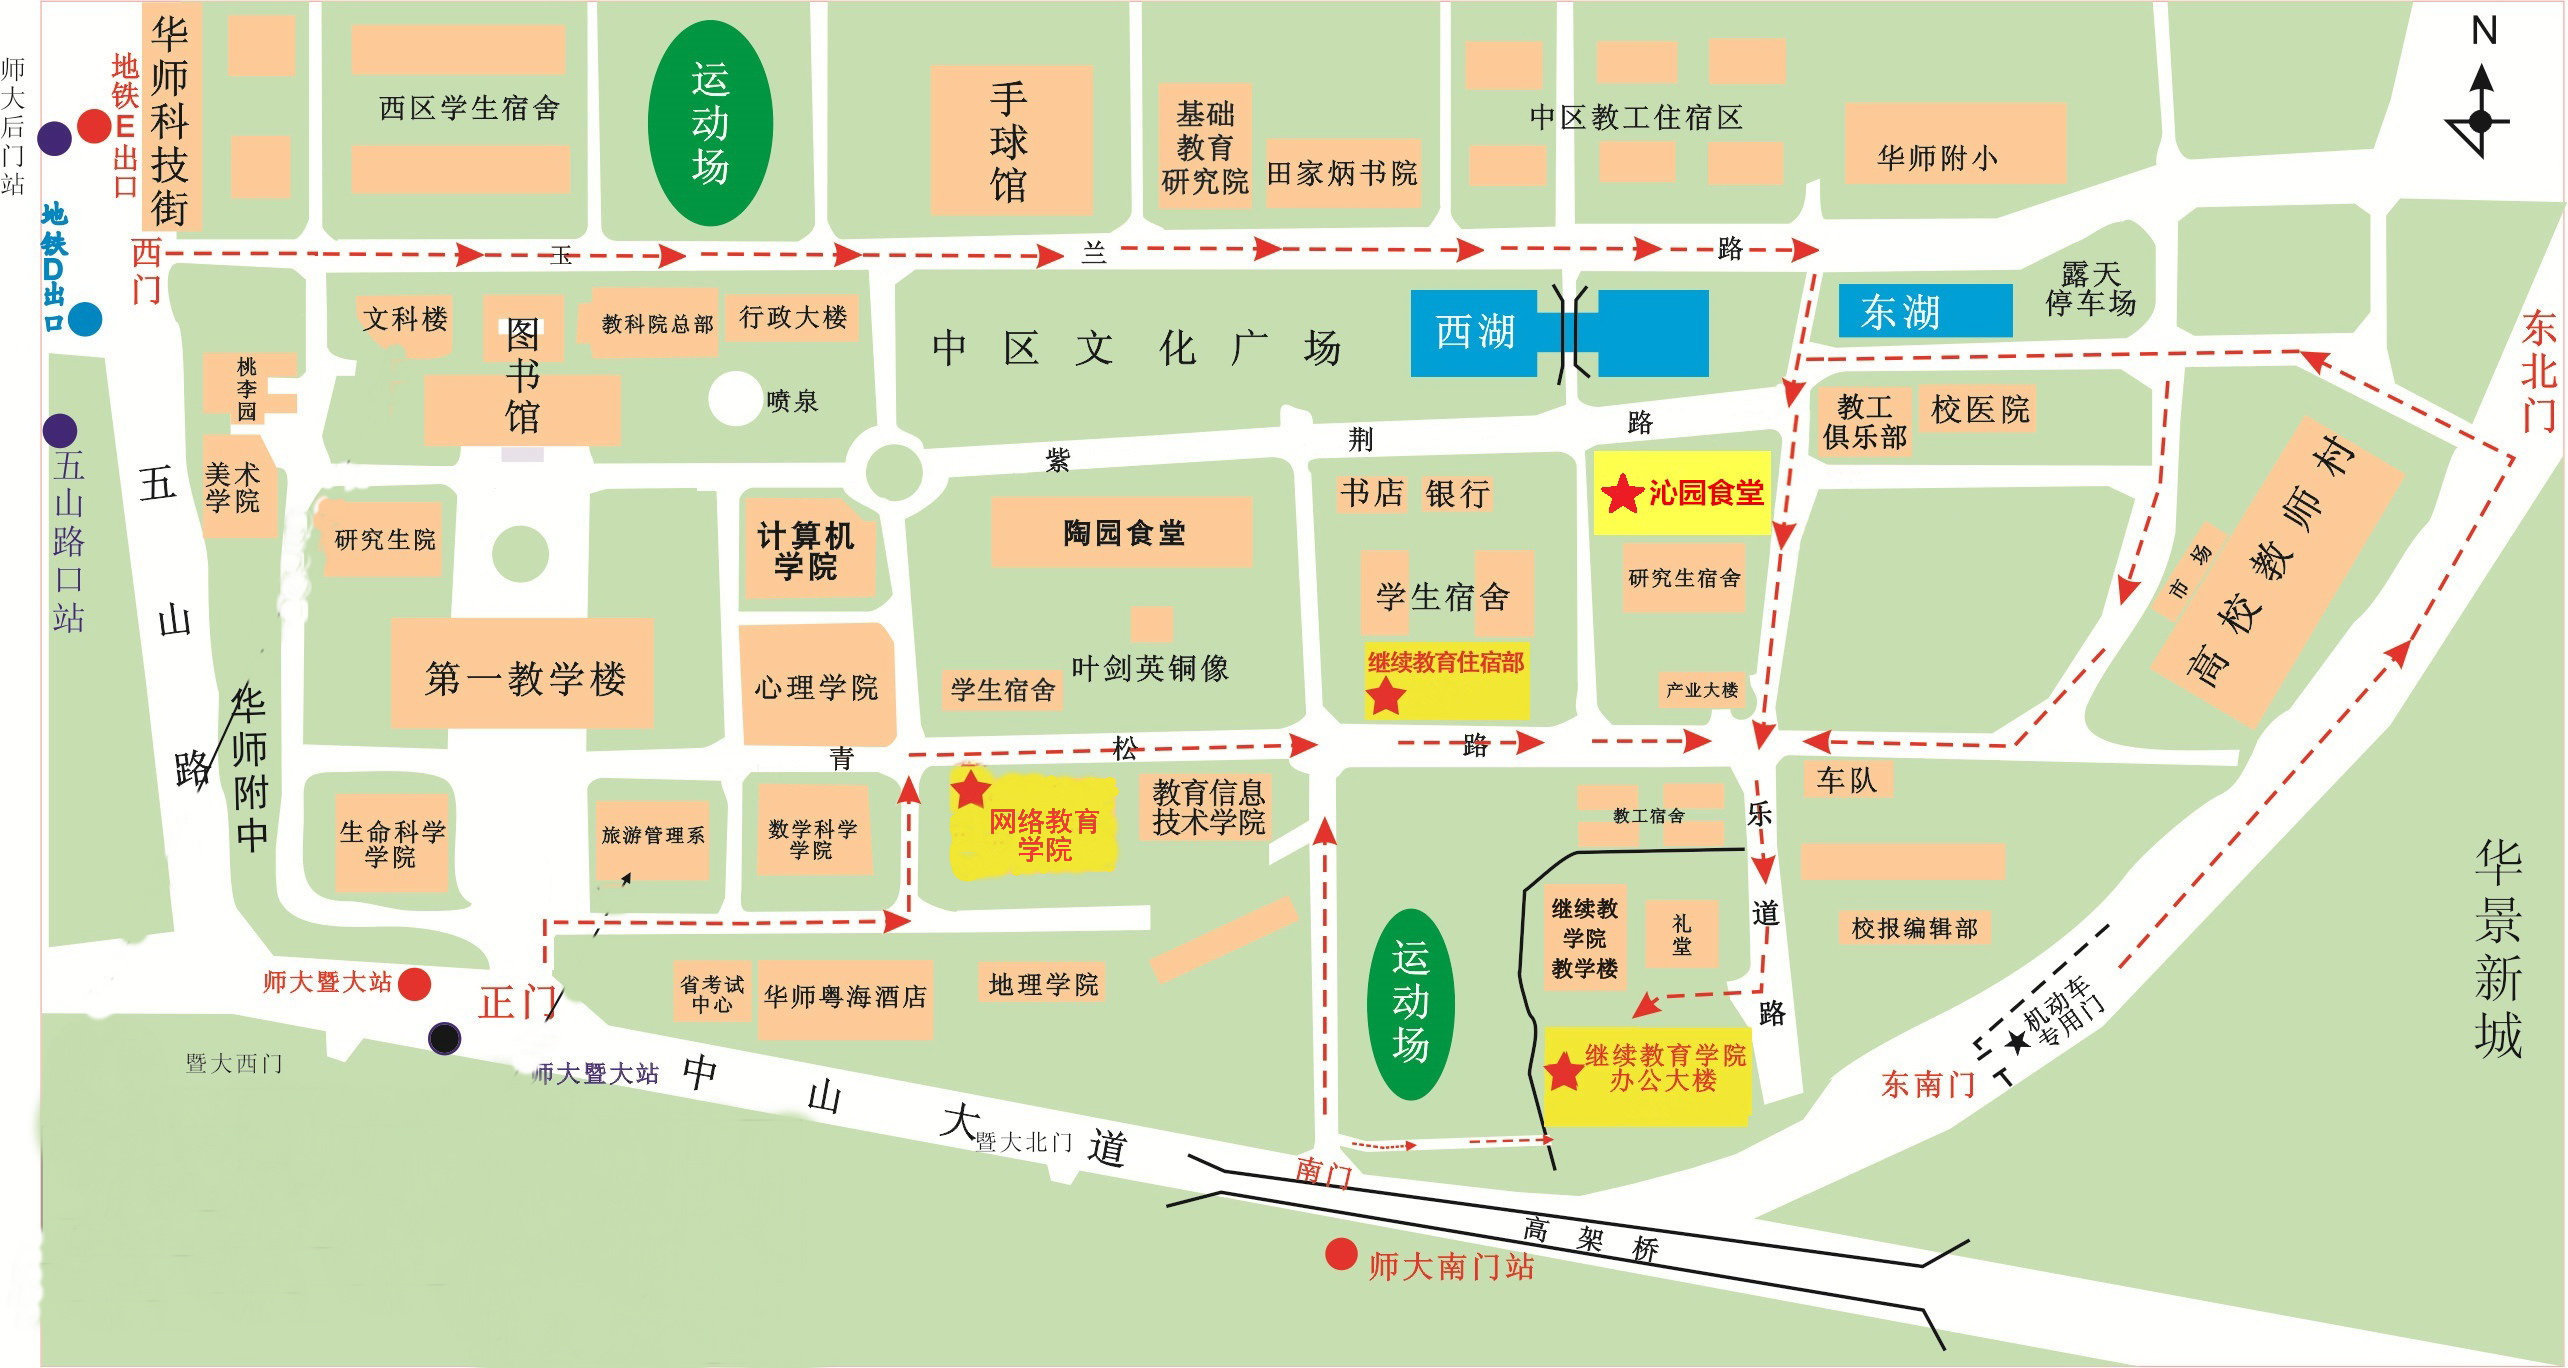 N
华师科技街
师大后门站
地铁E出口
地铁D出口
西门
西区学生宿舍
运动场
手球馆
基础
教育
研究院
田家炳书院
中区教工住宿区
华师附小
玉兰路
文科楼
图书馆
教科院总部
行政大楼
喷泉
中区文化广场
西湖
东湖
露天
停车场
东北门
桃李园
美术
学院
五山路口站
五山路
紫荆路
教工
俱乐部
校医院
书店
银行
沁园食堂
研究生院
计算机
学院
陶园食堂
学生宿舍
研究生宿舍
市场
高校教师村
第一教学楼
心理学院
学生宿舍
叶剑英铜像
继续教育住宿部
产业大楼
华师附中
青松路
生命科学
学院
旅游管理系
数学科学
学院
网络教育
学院
教育信息
技术学院
教工宿舍
车队
乐道路
继续教
学院
教学楼
礼堂
校报编辑部
华景新城
运动场
师大暨大站
正门
省考试
中心
华师粤海酒店
地理学院
继续教育学院
办公大楼
机动车
专用门
东南门
暨大西门
师大暨大站
中山大道
暨大北门
南门
高架桥
师大南门站